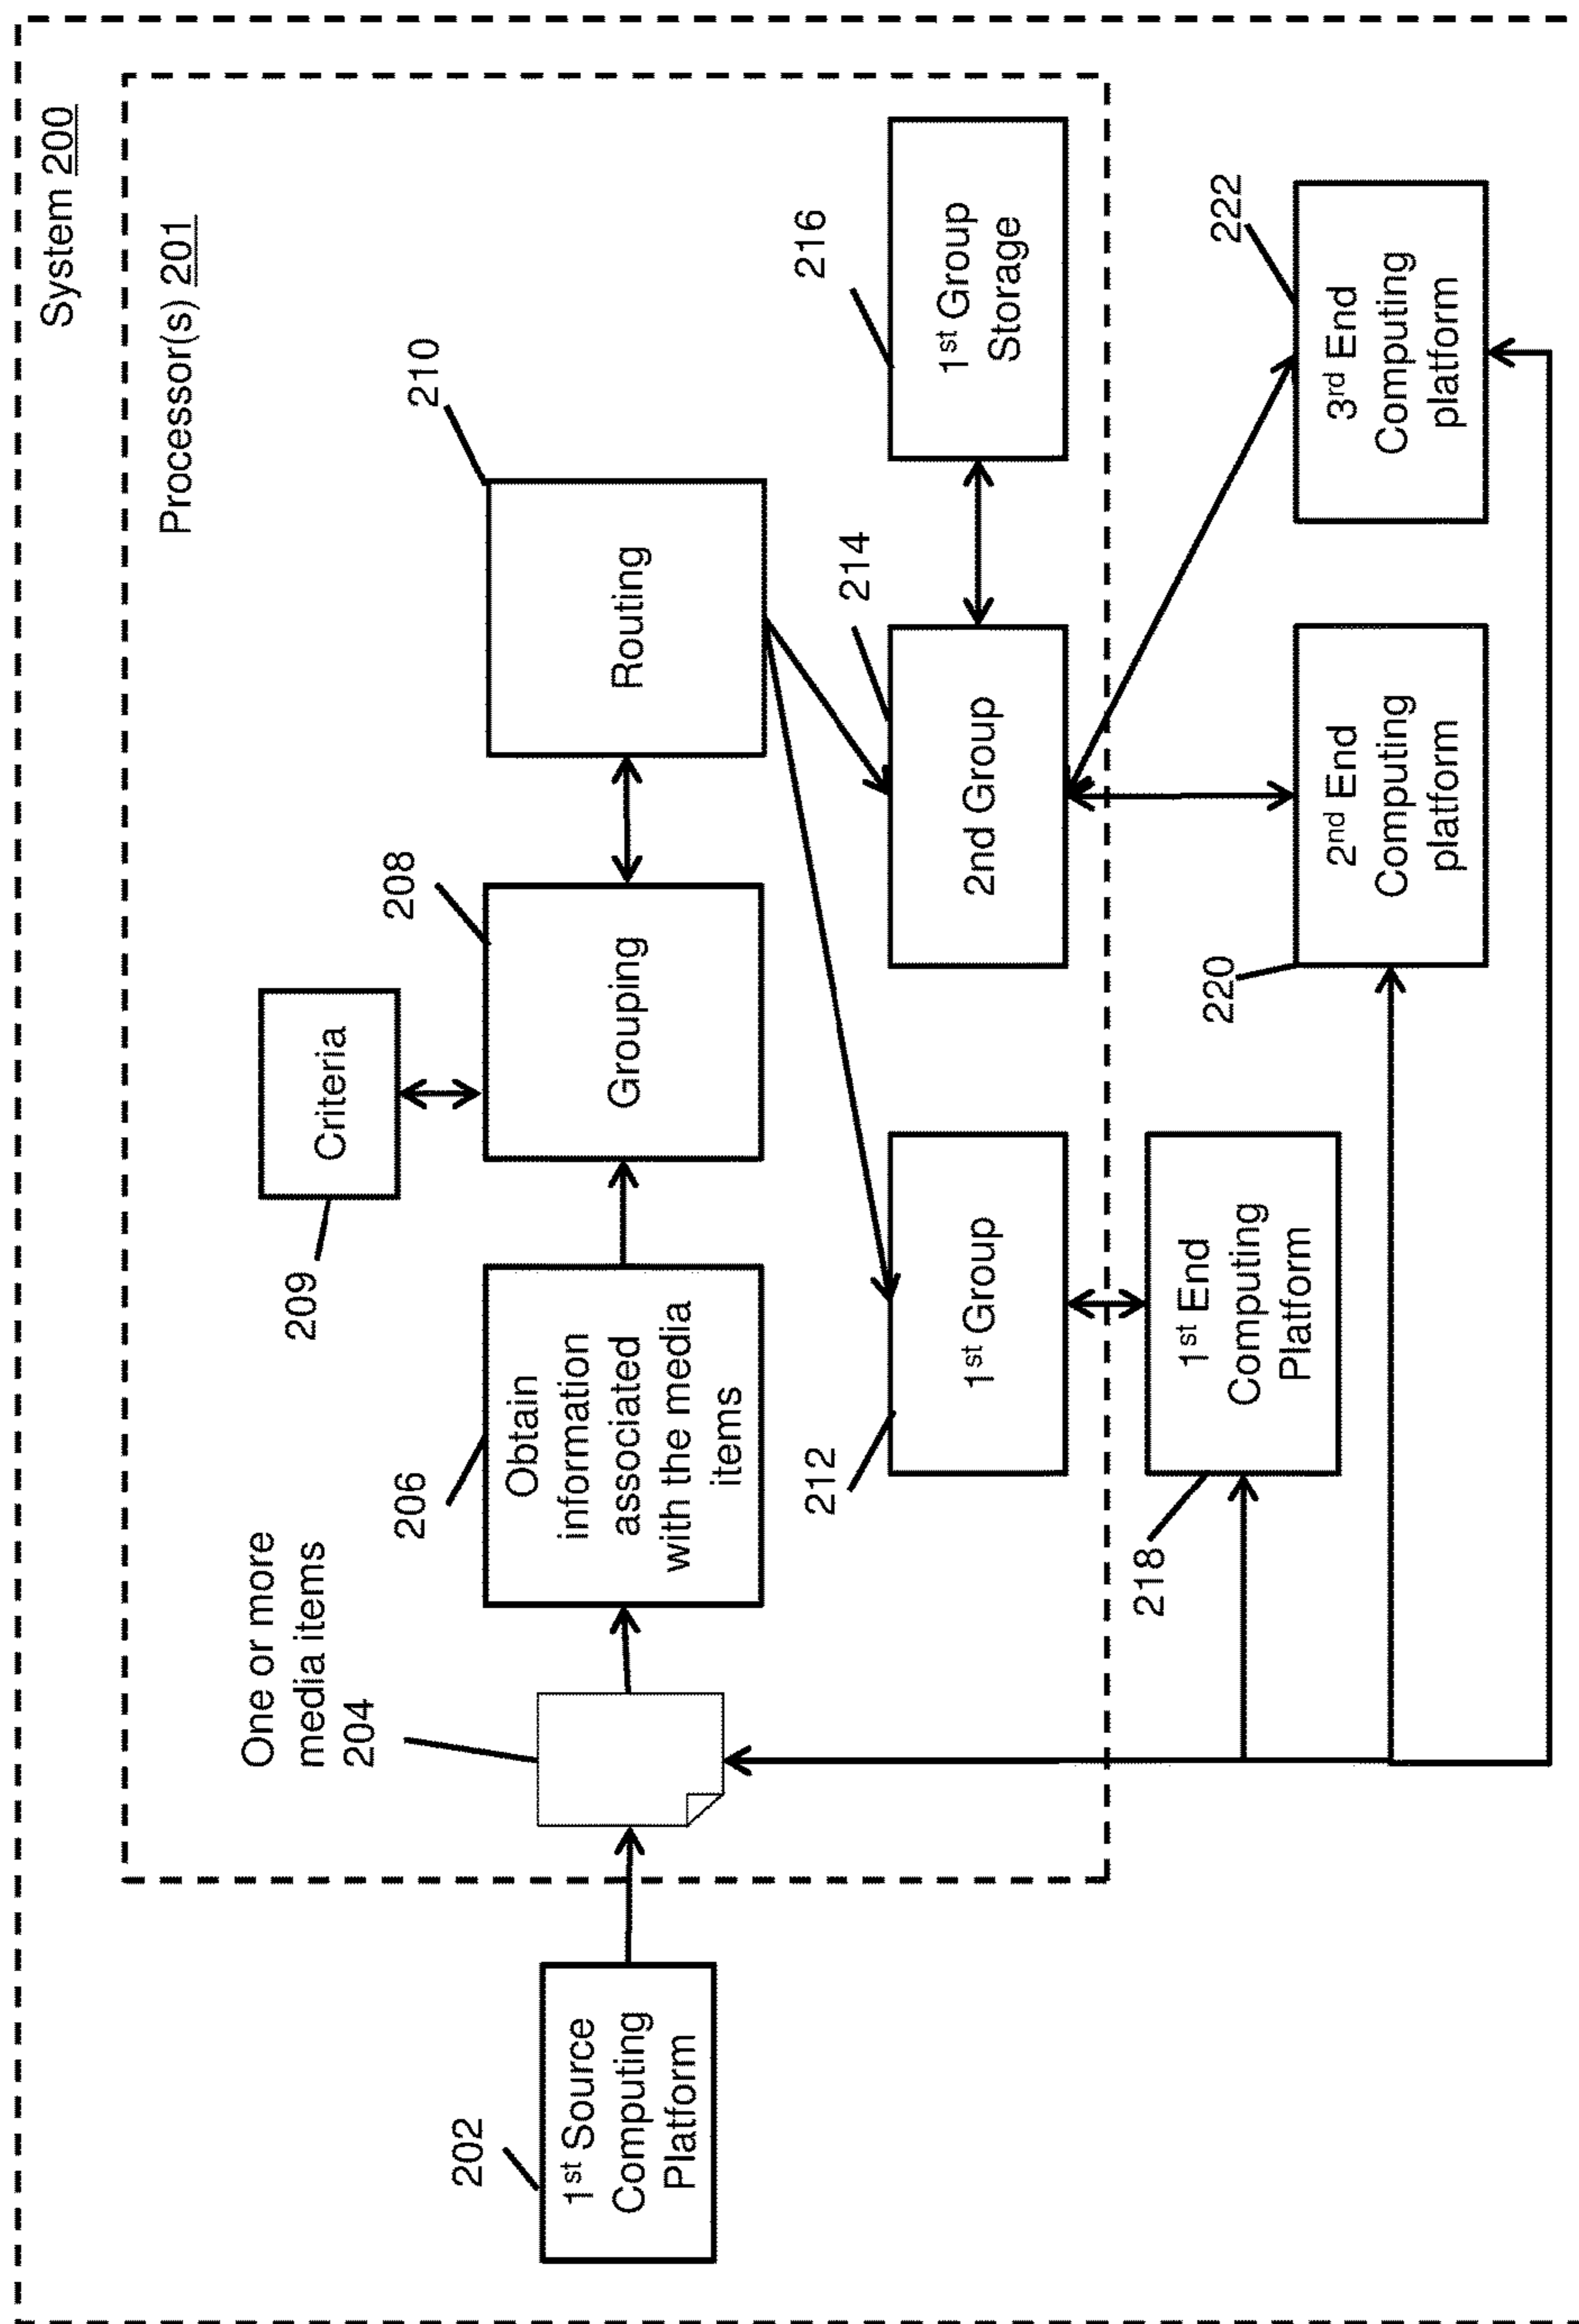 System 200
Processor(s) 201
One or more
media items
204
206
Obtain
information
associated
with the media
items
209
Criteria
208
Grouping
210
Routing
202
1st Source
Computing
Platform
212
1st Group
214
2nd Group
216
1st Group
Storage
218
1st End
Computing
Platform
220
2nd End
Computing
platform
222
3rd End
Computing
platform